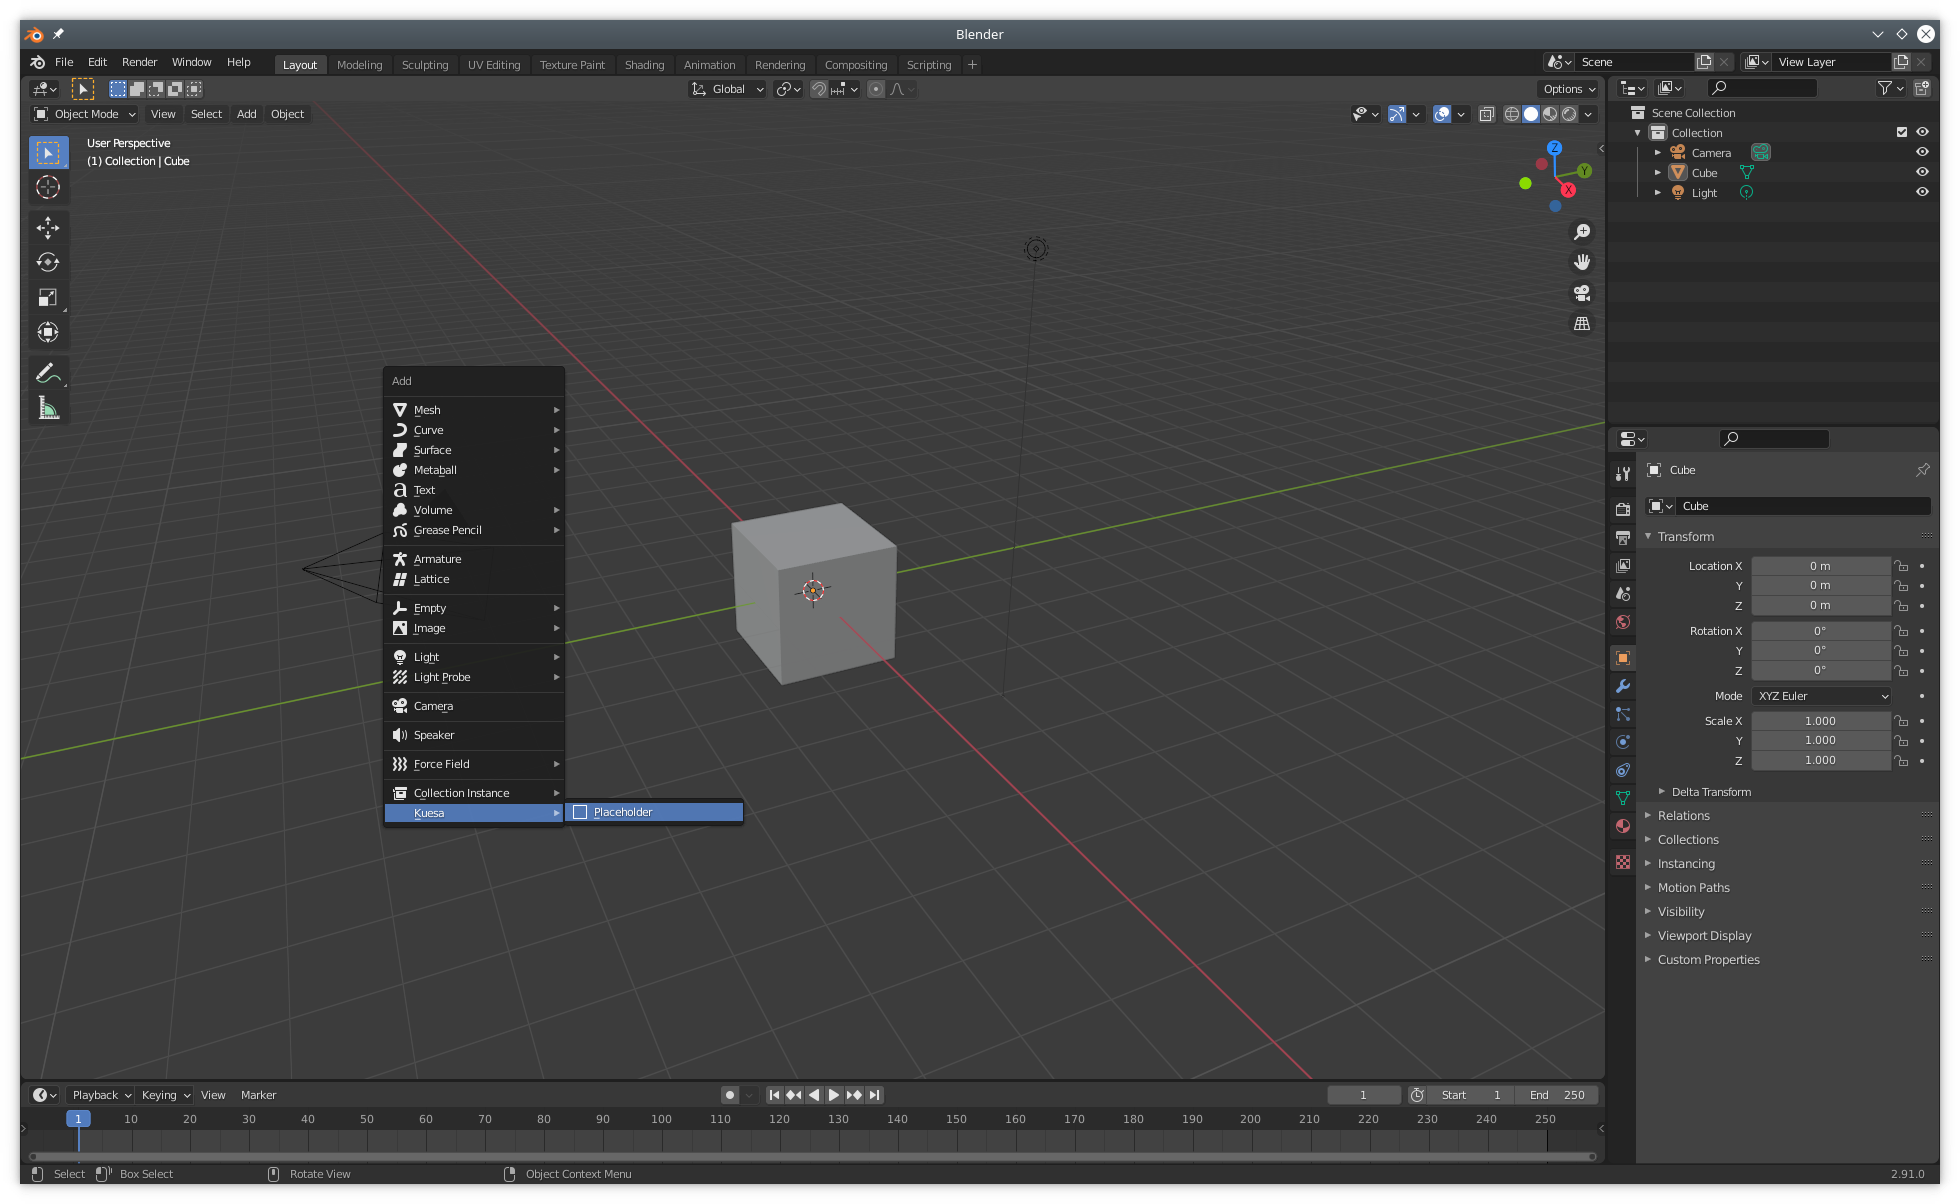 Blender
File Edit Render Window Help
Layout Modeling Sculpting UV Editing Texture Paint Shading Animation Rendering Compositing Scripting +
Scene
View Layer
Global
Options
Object Mode View Select Add Object
User Perspective
(1) Collection | Cube
Z
Y
X
Scene Collection
Collection
Camera
Cube
Light
Add
Mesh
Curve
Surface
Metaball
Text
Volume
Grease Pencil
Armature
Lattice
Empty
Image
Light
Light Probe
Camera
Speaker
Force Field
Collection Instance
Kuesa
Placeholder
Cube
Cube
Transform
Location X 0 m
Y 0 m
Z 0 m
Rotation X 0°
Y 0°
Z 0°
Mode XYZ Euler
Scale X 1.000
Y 1.000
Z 1.000
Delta Transform
Relations
Collections
Instancing
Motion Paths
Visibility
Viewport Display
Custom Properties
Playback Keying View Marker
1
Start 1
End 250
1 10 20 30 40 50 60 70 80 90 100 110 120 130 140 150 160 170 180 190 200 210 220 230 240 250
Select Box Select Rotate View Object Context Menu
2.91.0